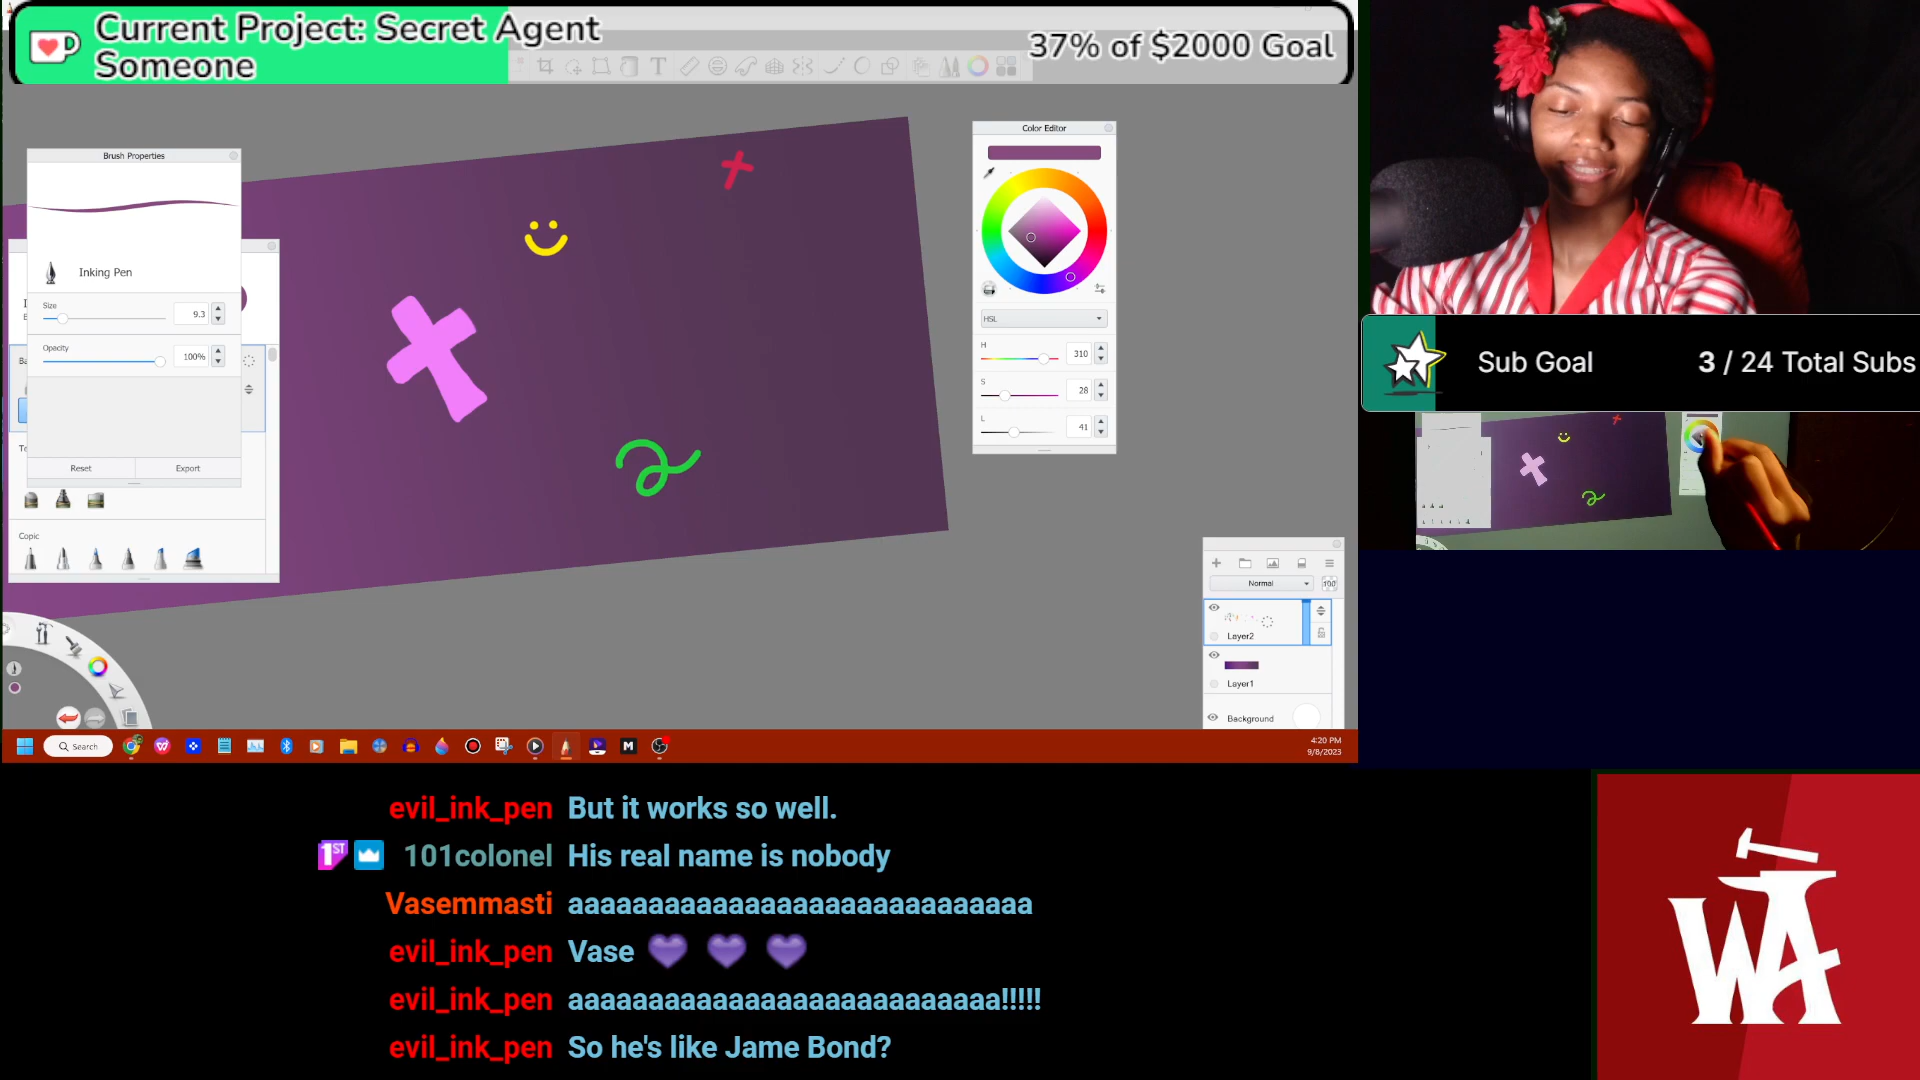 Current Project: Secret Agent
Someone
37% of $2000 Goal
Brush Properties
Inking Pen
Size
9.3
Opacity
100%
Reset
Export
Copic
Color Editor
HSL
H
310
S
28
L
41
Normal
100
Layer2
Layer1
Background
Search
4:20 PM
9/8/2023
Sub Goal
3 / 24 Total Subs
evil_ink_pen But it works so well.
1ST 101colonel His real name is nobody
Vasemmasti aaaaaaaaaaaaaaaaaaaaaaaaaaaaa
evil_ink_pen Vase 💜 💜 💜
evil_ink_pen aaaaaaaaaaaaaaaaaaaaaaaaaaa!!!!!
evil_ink_pen So he's like Jame Bond?
WA